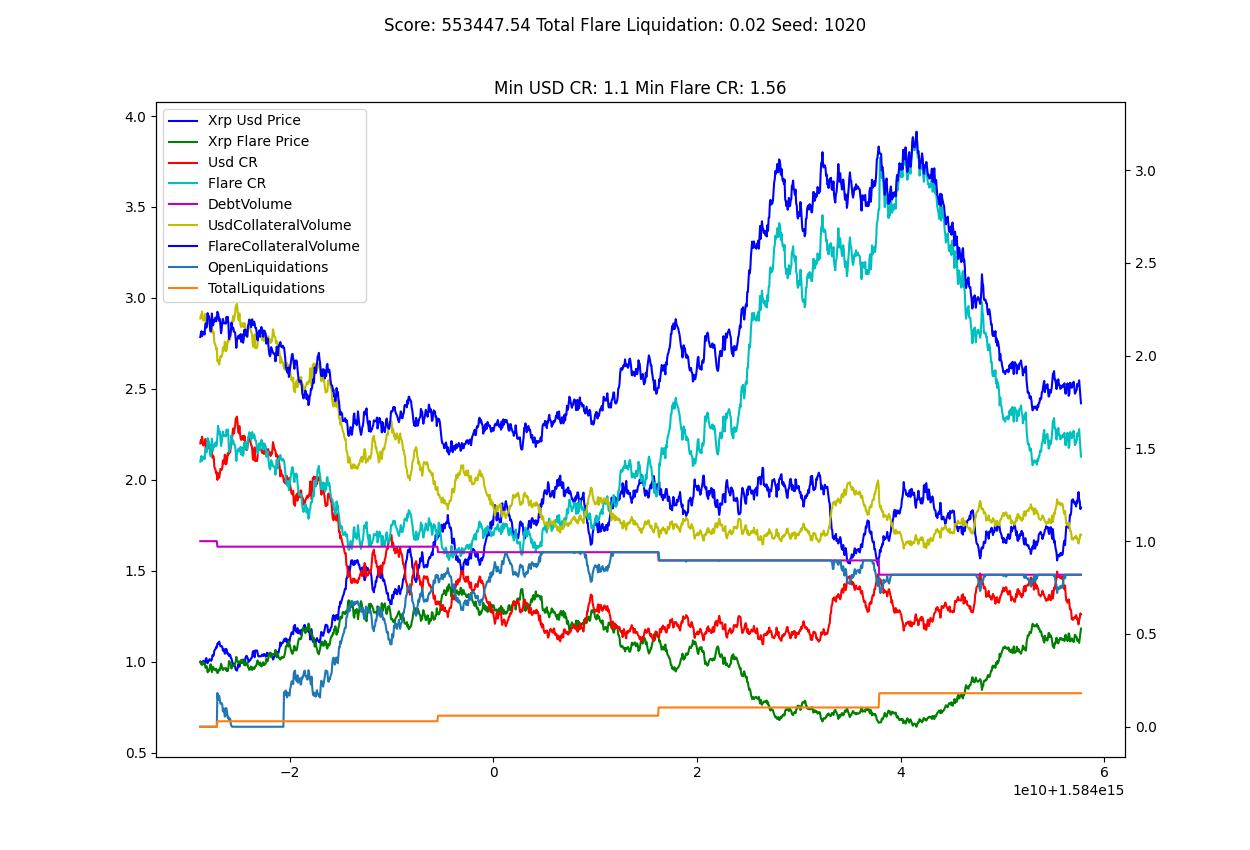 Score: 553447.54 Total Flare Liquidation: 0.02 Seed: 1020
Min USD CR: 1.1 Min Flare CR: 1.56
Xrp Usd Price
Xrp Flare Price
Usd CR
Flare CR
DebtVolume
UsdCollateralVolume
FlareCollateralVolume
OpenLiquidations
TotalLiquidations
4.0
3.5
3.0
2.5
2.0
1.5
1.0
0.5
3.0
2.5
2.0
1.5
1.0
0.5
0.0
−2 0 2 4 6
1e10+1.584e15